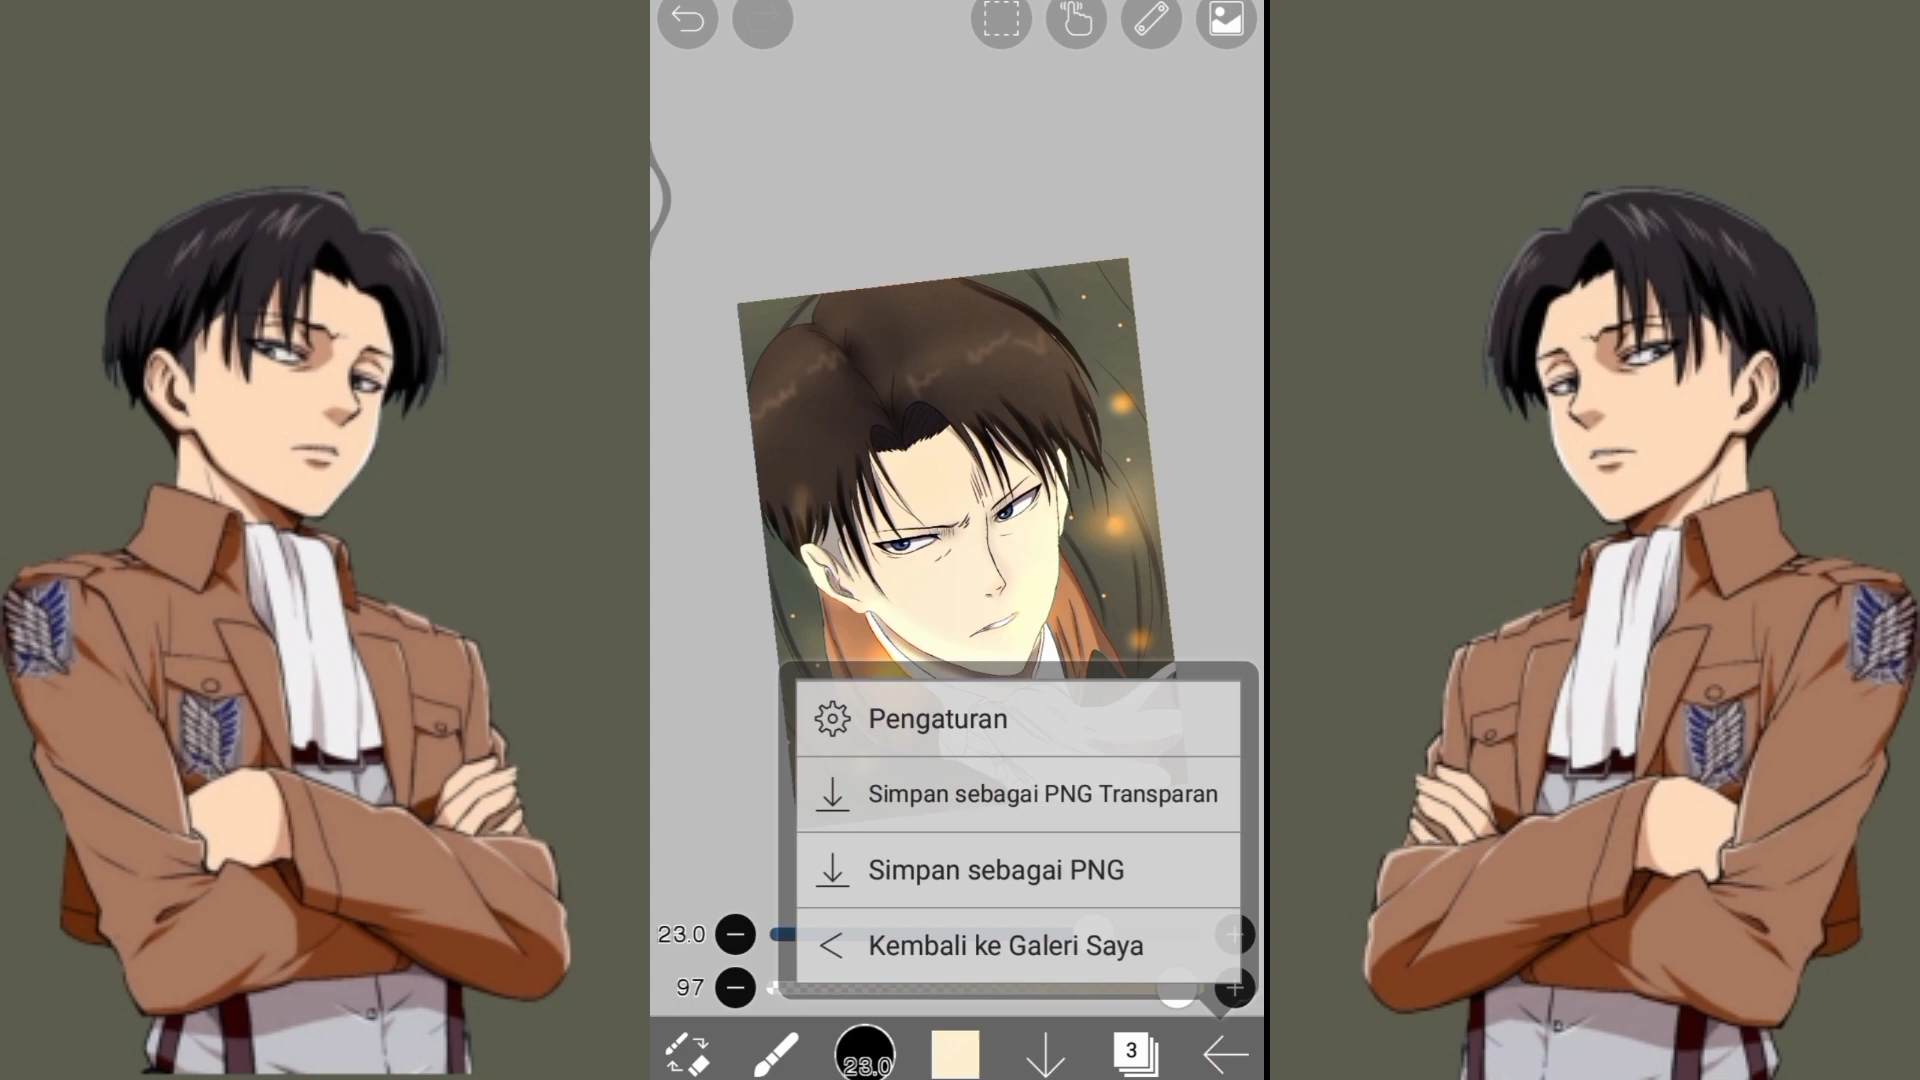 Pengaturan
Simpan sebagai PNG Transparan
Simpan sebagai PNG
23.0
Kembali ke Galeri Saya
97
23.0
3